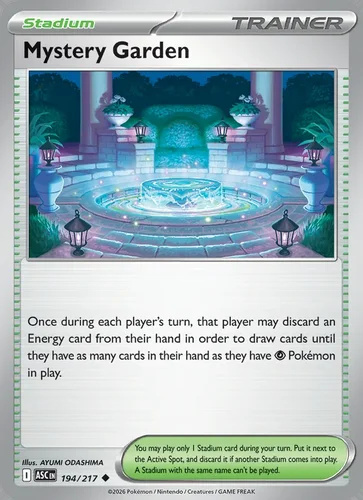 Stadium
TRAINER
Mystery Garden
Once during each player's turn, that player may discard an
Energy card from their hand in order to draw cards until
they have as many cards in their hand as they have Pokémon
in play.
Illus. AYUMI ODASHIMA
I ASC EN 194/217
You may play only 1 Stadium card during your turn. Put it next to
the Active Spot, and discard it if another Stadium comes into play.
A Stadium with the same name can't be played.
©2026 Pokémon / Nintendo / Creatures / GAME FREAK